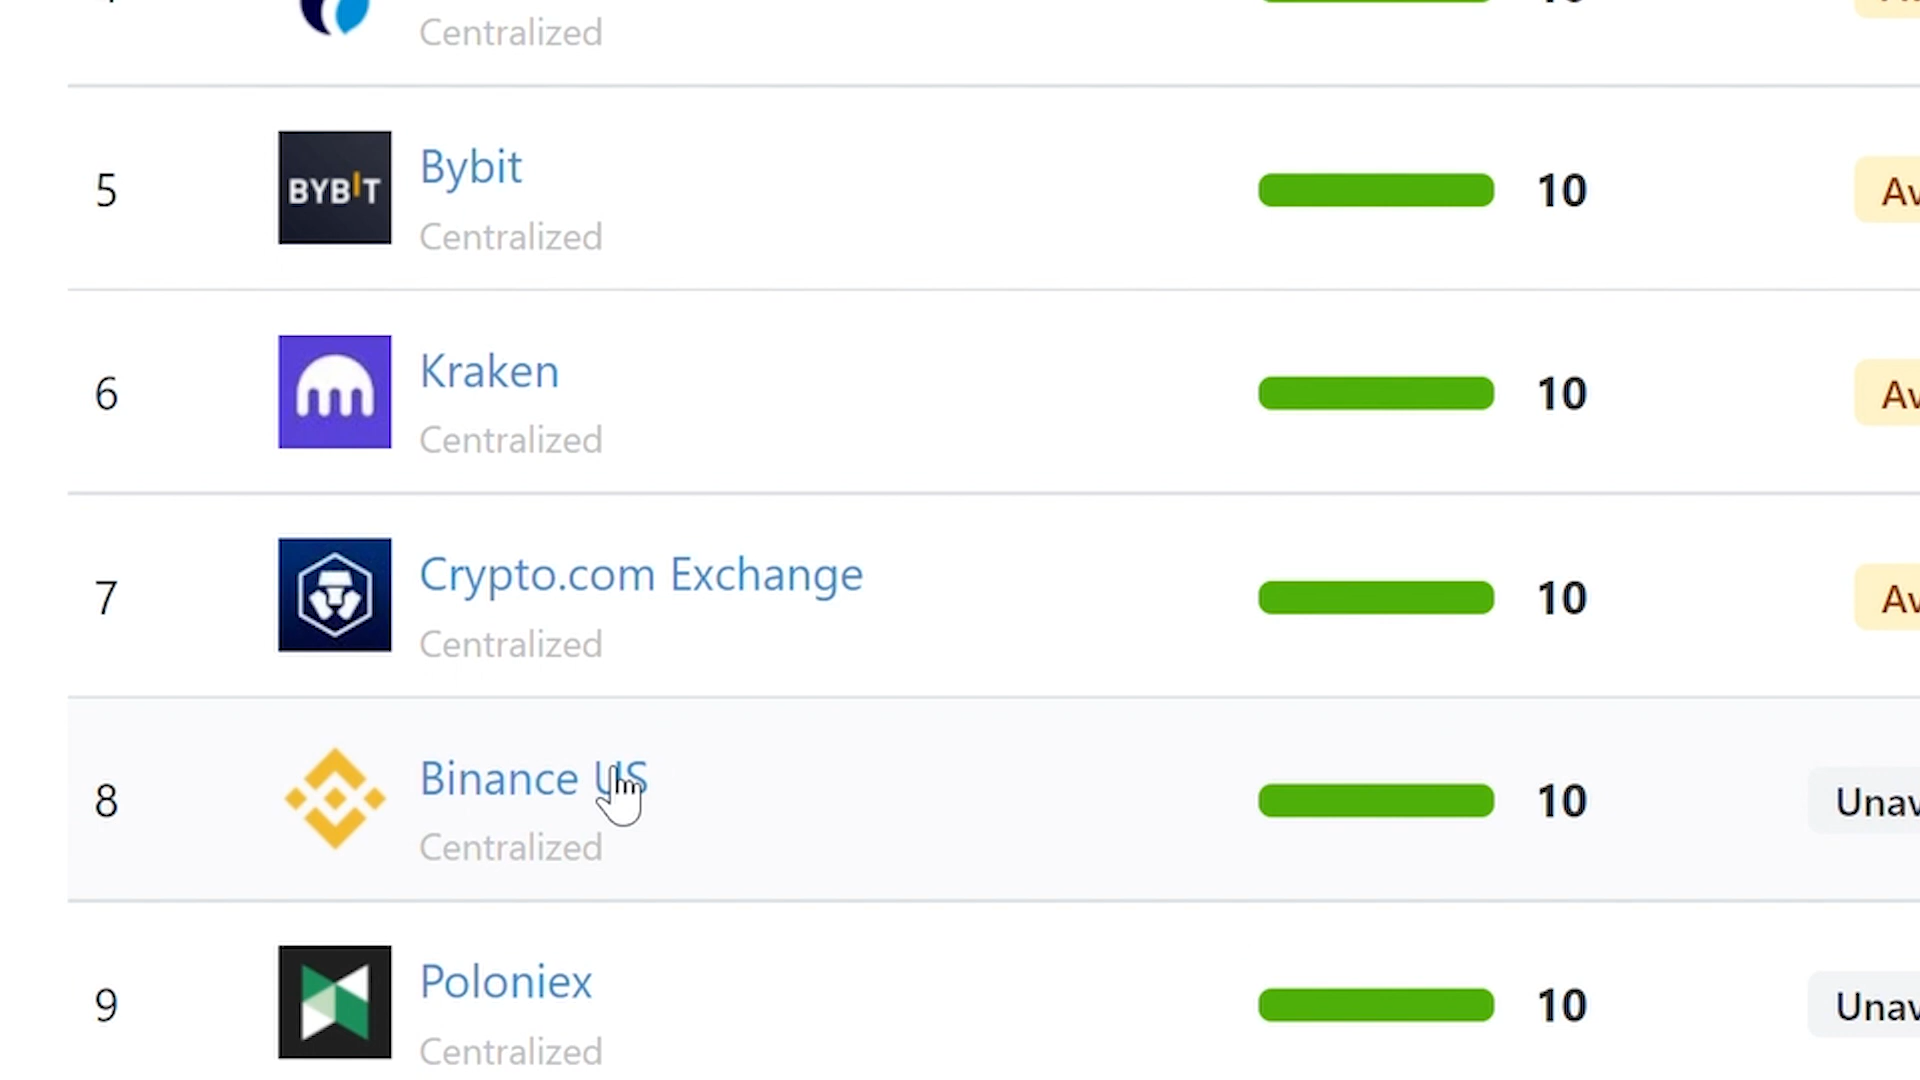 Centralized
5
BYBIT
Bybit
10
Centralized
6
Kraken
10
Centralized
7
Crypto.com Exchange
10
Centralized
8
Binance US
10
Centralized
9
Poloniex
10
Centralized